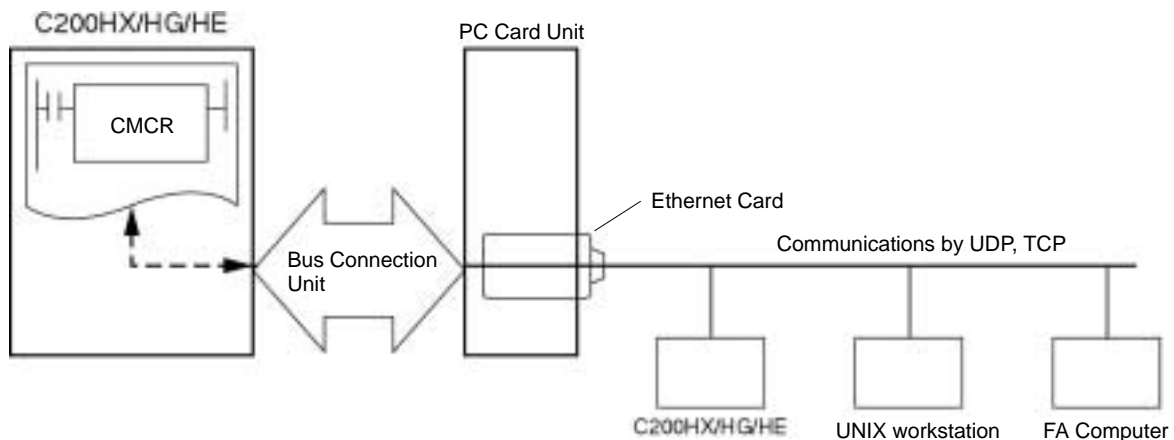 C200HX/HG/HE
PC Card Unit
CMCR
Ethernet Card
Communications by UDP, TCP
Bus Connection
Unit
C200HX/HG/HE
UNIX workstation
FA Computer